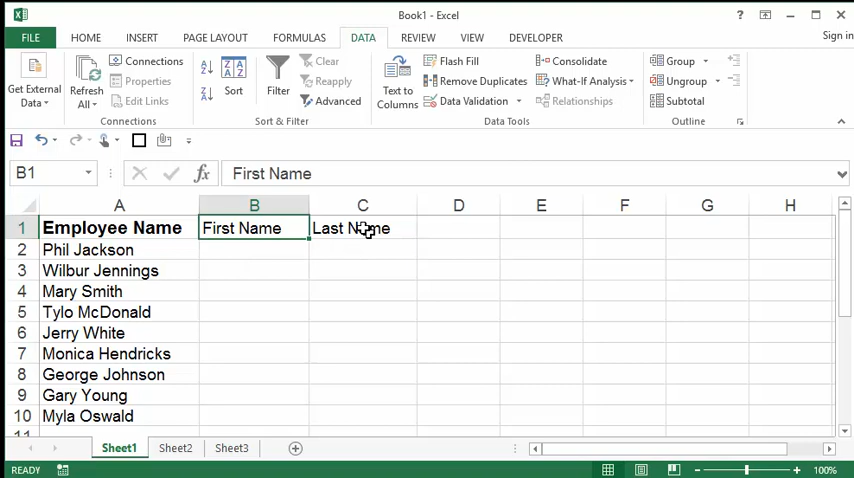 Book1 - Excel
?
FILE HOME INSERT PAGE LAYOUT FORMULAS DATA REVIEW VIEW DEVELOPER Sign in
Get External Data
Refresh All
Connections
Properties
Edit Links
Connections
Sort
Filter
Clear
Reapply
Advanced
Sort & Filter
Text to Columns
Flash Fill
Remove Duplicates
Data Validation
Consolidate
What-If Analysis
Relationships
Data Tools
Group
Ungroup
Subtotal
Outline
B1 fx First Name
A B C D E F G H
1 Employee Name First Name Last Name
2 Phil Jackson
3 Wilbur Jennings
4 Mary Smith
5 Tylo McDonald
6 Jerry White
7 Monica Hendricks
8 George Johnson
9 Gary Young
10 Myla Oswald
11
Sheet1 Sheet2 Sheet3
READY 100%